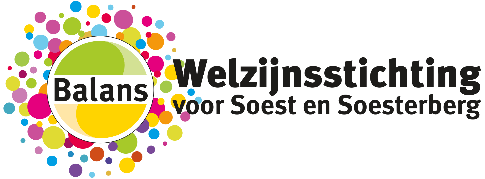 Balans
Welzijnsstichting
voor Soest en Soesterberg